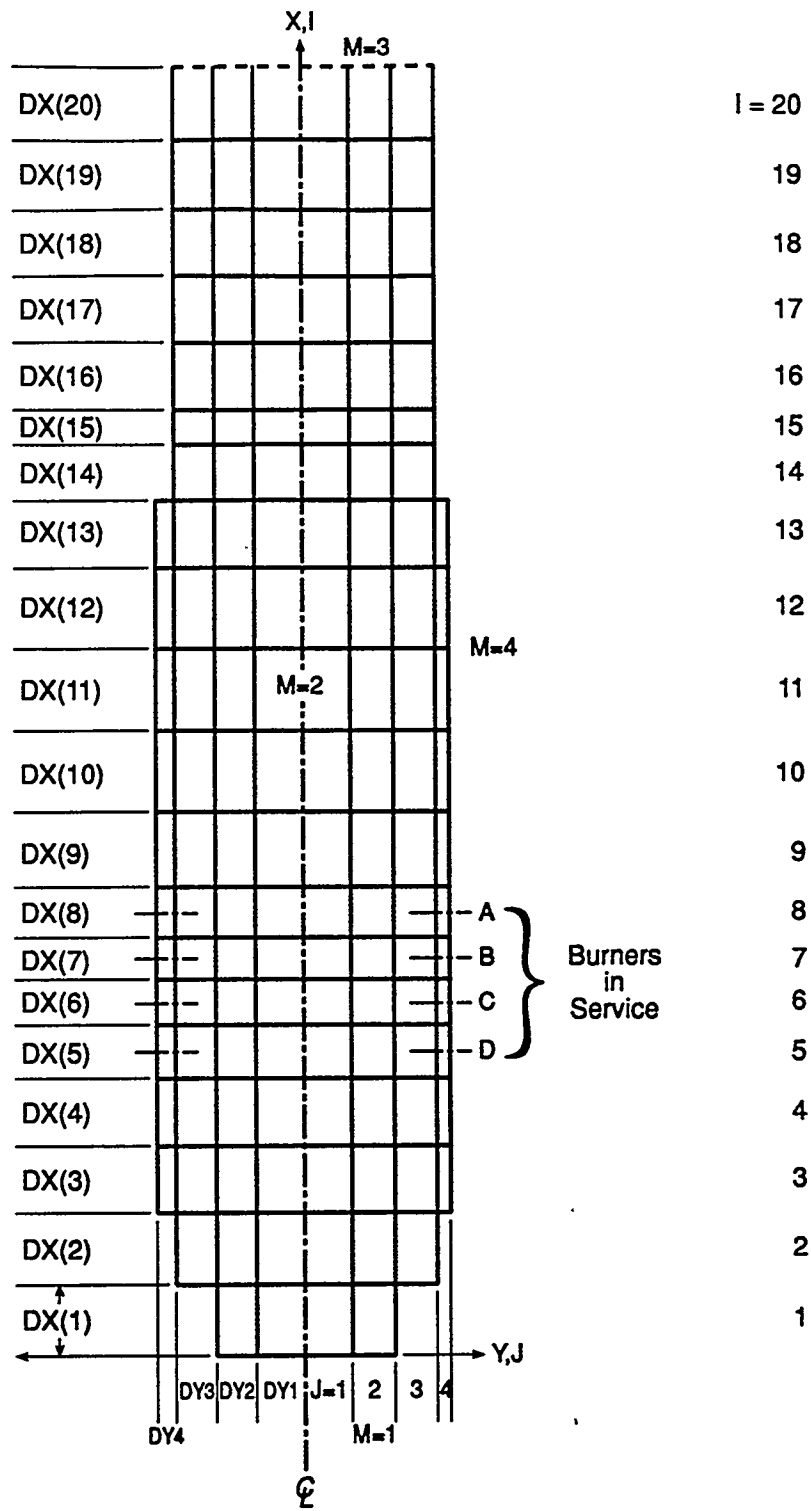 X,I
M=3
DX(20) I = 20
DX(19) 19
DX(18) 18
DX(17) 17
DX(16) 16
DX(15) 15
DX(14) 14
DX(13) 13
DX(12) 12
M=4
DX(11) M=2 11
DX(10) 10
DX(9) 9
DX(8) A 8
DX(7) B Burners 7
in
DX(6) C Service 6
DX(5) D 5
DX(4) 4
DX(3) 3
DX(2) 2
DX(1) 1
Y,J
DY3 DY2 DY1 J=1 2 3 4
DY4 M=1
℄